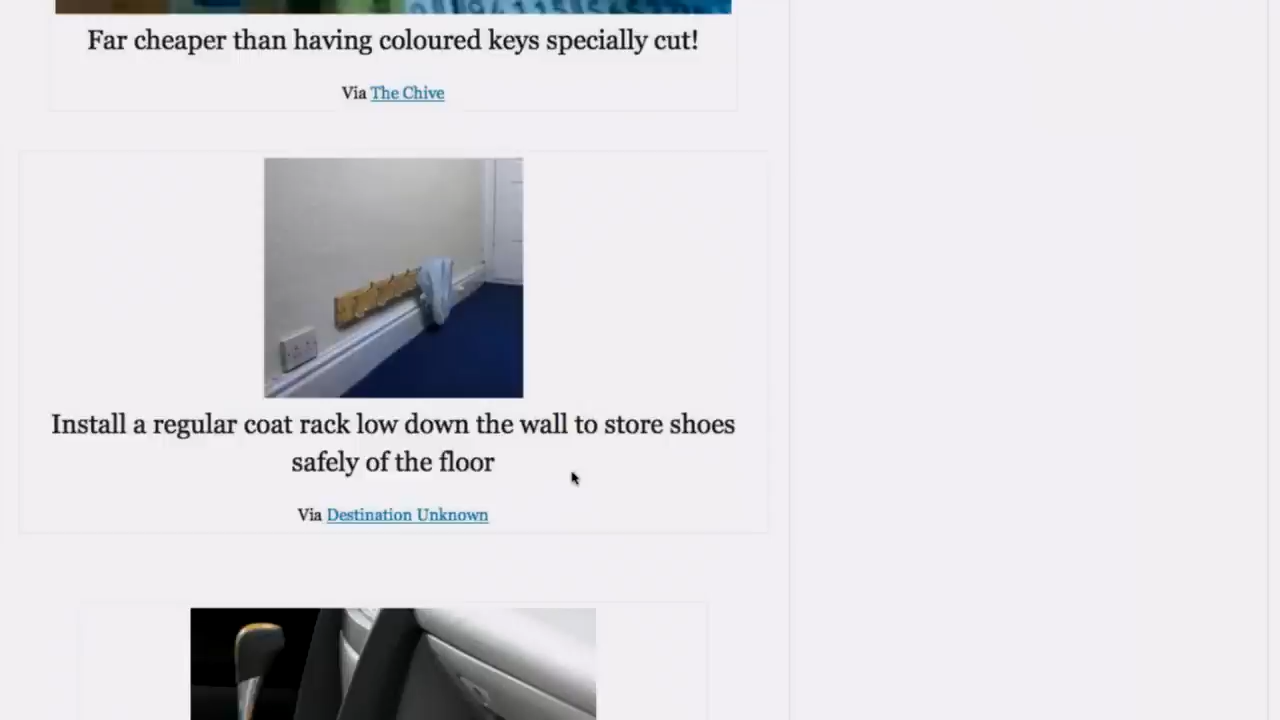 Far cheaper than having coloured keys specially cut!
Via The Chive
Install a regular coat rack low down the wall to store shoes
safely of the floor
Via Destination Unknown